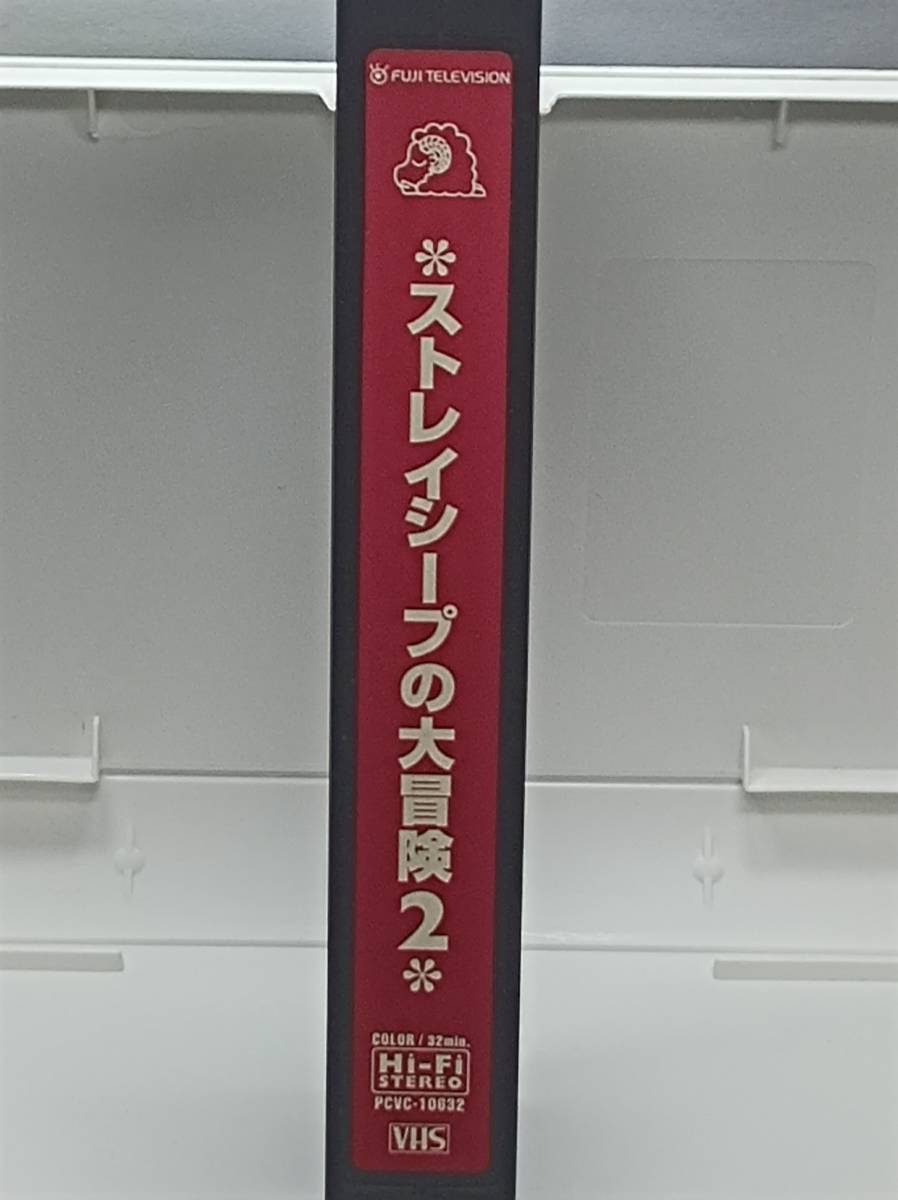 FUJI TELEVISION
*ストレイシープの大冒険2*
COLOR / 32min.
Hi-Fi
STEREO
PCVC-10632
VHS